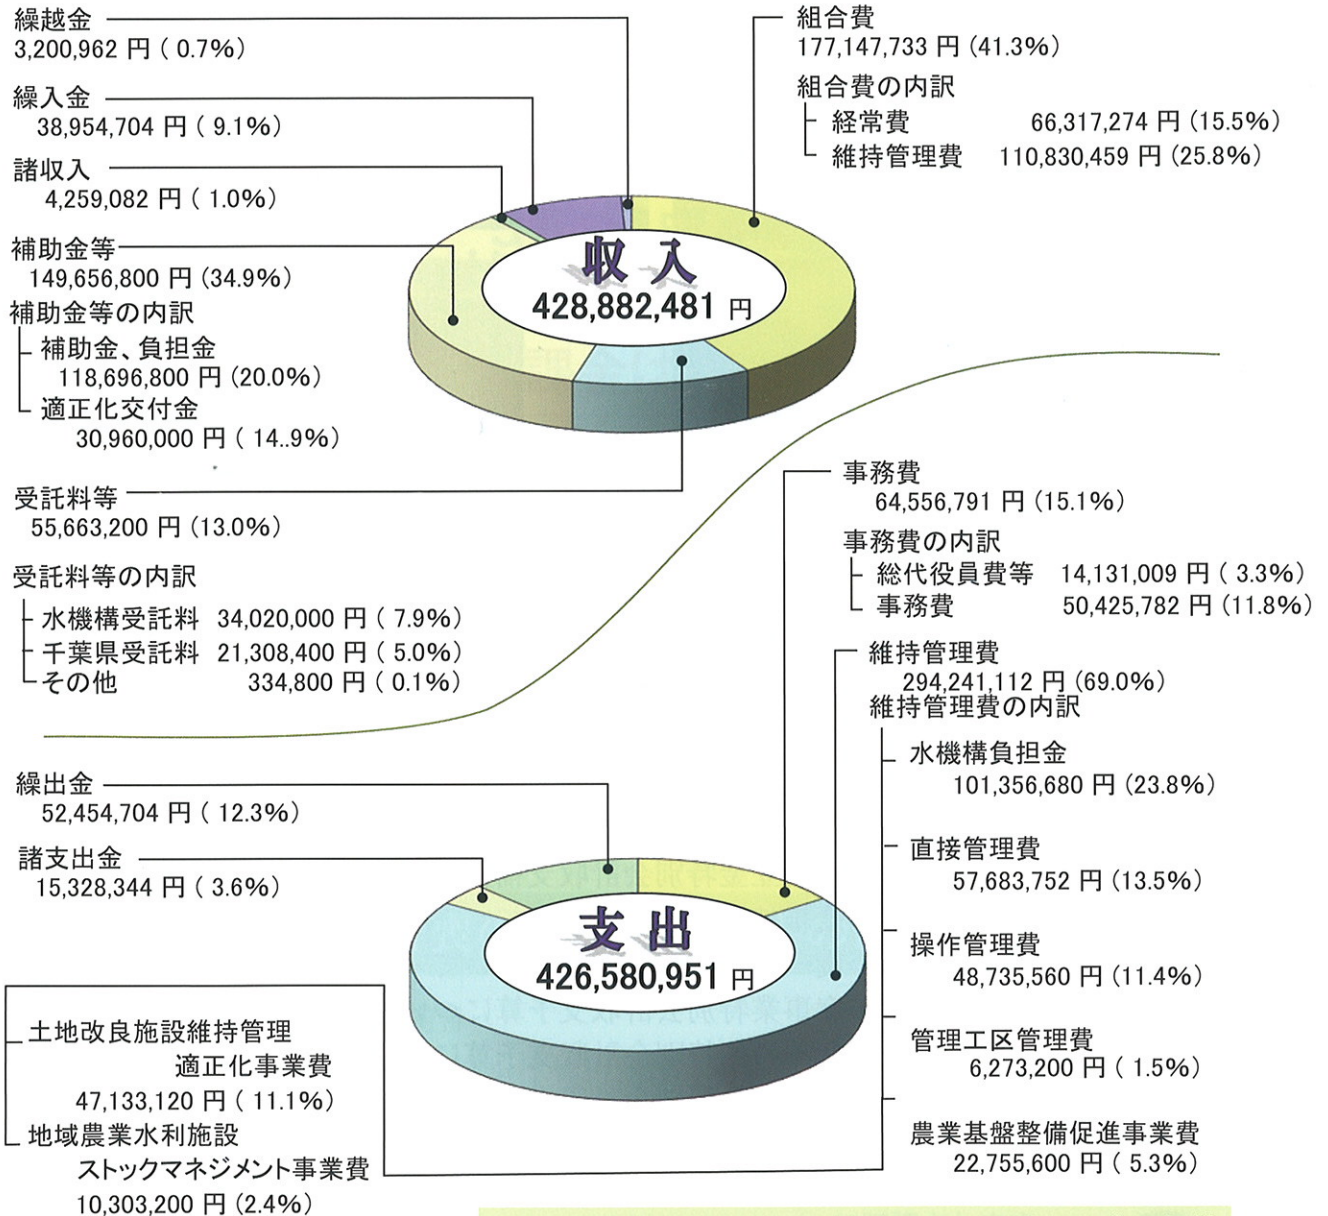 繰越金
3,200,962 円 ( 0.7%)
繰入金
38,954,704 円 ( 9.1%)
諸収入
4,259,082 円 ( 1.0%)
補助金等
149,656,800 円 (34.9%)
補助金等の内訳
補助金、負担金
118,696,800 円 (20.0%)
適正化交付金
30,960,000 円 ( 14..9%)
受託料等
55,663,200 円 (13.0%)
受託料等の内訳
水機構受託料 34,020,000 円 ( 7.9%)
千葉県受託料 21,308,400 円 ( 5.0%)
その他 334,800 円 ( 0.1%)
組合費
177,147,733 円 (41.3%)
組合費の内訳
経常費 66,317,274 円 (15.5%)
維持管理費 110,830,459 円 (25.8%)
収 入
428,882,481 円
事務費
64,556,791 円 (15.1%)
事務費の内訳
総代役員費等 14,131,009 円 ( 3.3%)
事務費 50,425,782 円 (11.8%)
維持管理費
294,241,112 円 (69.0%)
維持管理費の内訳
水機構負担金
101,356,680 円 (23.8%)
直接管理費
57,683,752 円 (13.5%)
操作管理費
48,735,560 円 (11.4%)
管理工区管理費
6,273,200 円 ( 1.5%)
農業基盤整備促進事業費
22,755,600 円 ( 5.3%)
繰出金
52,454,704 円 ( 12.3%)
諸支出金
15,328,344 円 ( 3.6%)
支 出
426,580,951 円
土地改良施設維持管理
適正化事業費
47,133,120 円 ( 11.1%)
地域農業水利施設
ストックマネジメント事業費
10,303,200 円 (2.4%)